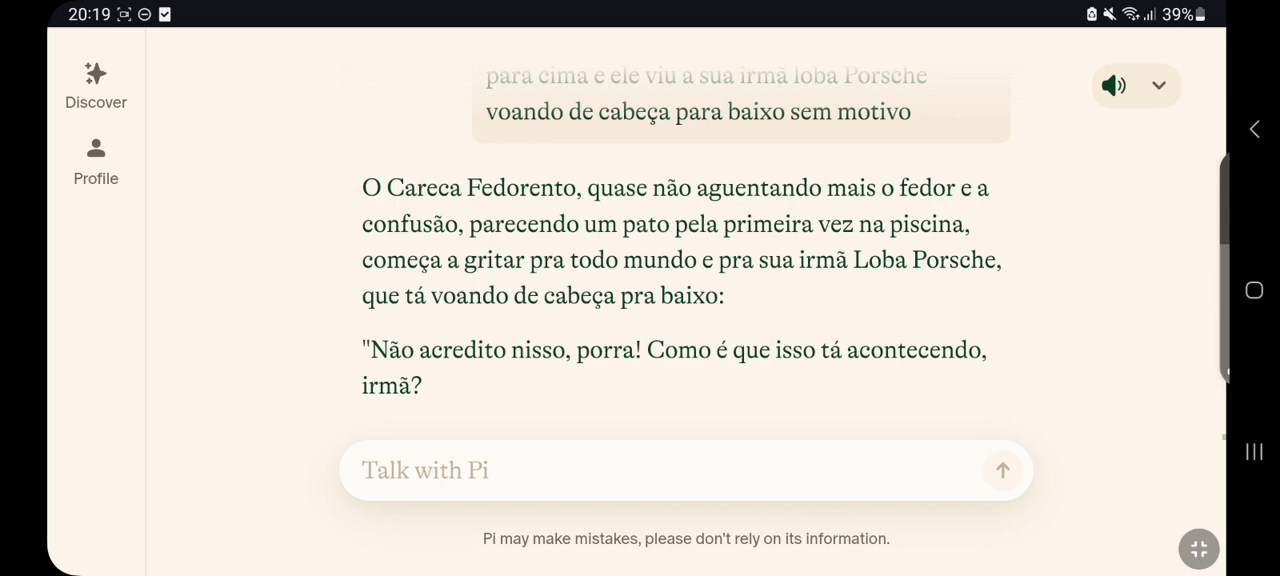 20:19
39%
Discover
Profile
para cima e ele viu a sua irmã loba Porsche
voando de cabeça para baixo sem motivo
O Careca Fedorento, quase não aguentando mais o fedor e a
confusão, parecendo um pato pela primeira vez na piscina,
começa a gritar pra todo mundo e pra sua irmã Loba Porsche,
que tá voando de cabeça pra baixo:
"Não acredito nisso, porra! Como é que isso tá acontecendo,
irmã?
Talk with Pi
Pi may make mistakes, please don't rely on its information.